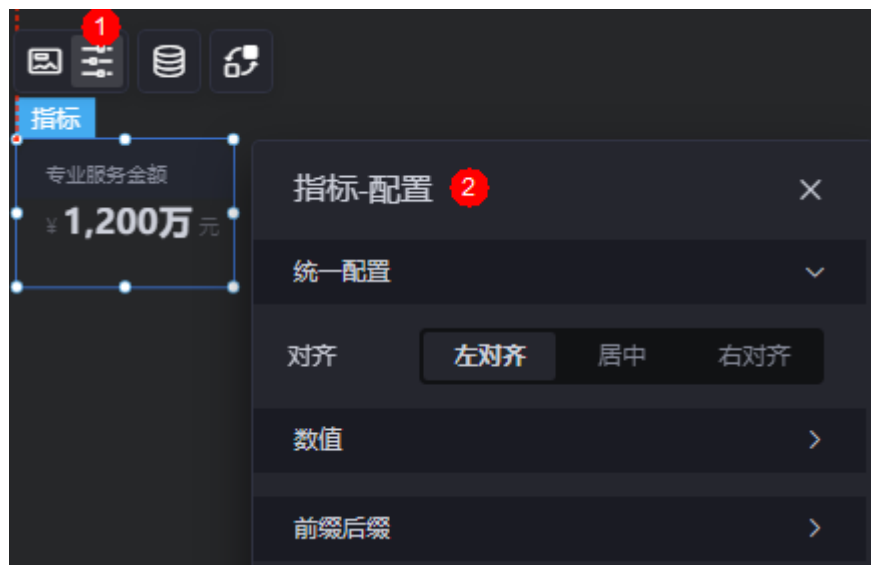 1
指标
专业服务金额
¥ 1,200万 元
指标-配置 2
统一配置
对齐 左对齐 居中 右对齐
数值
前缀后缀